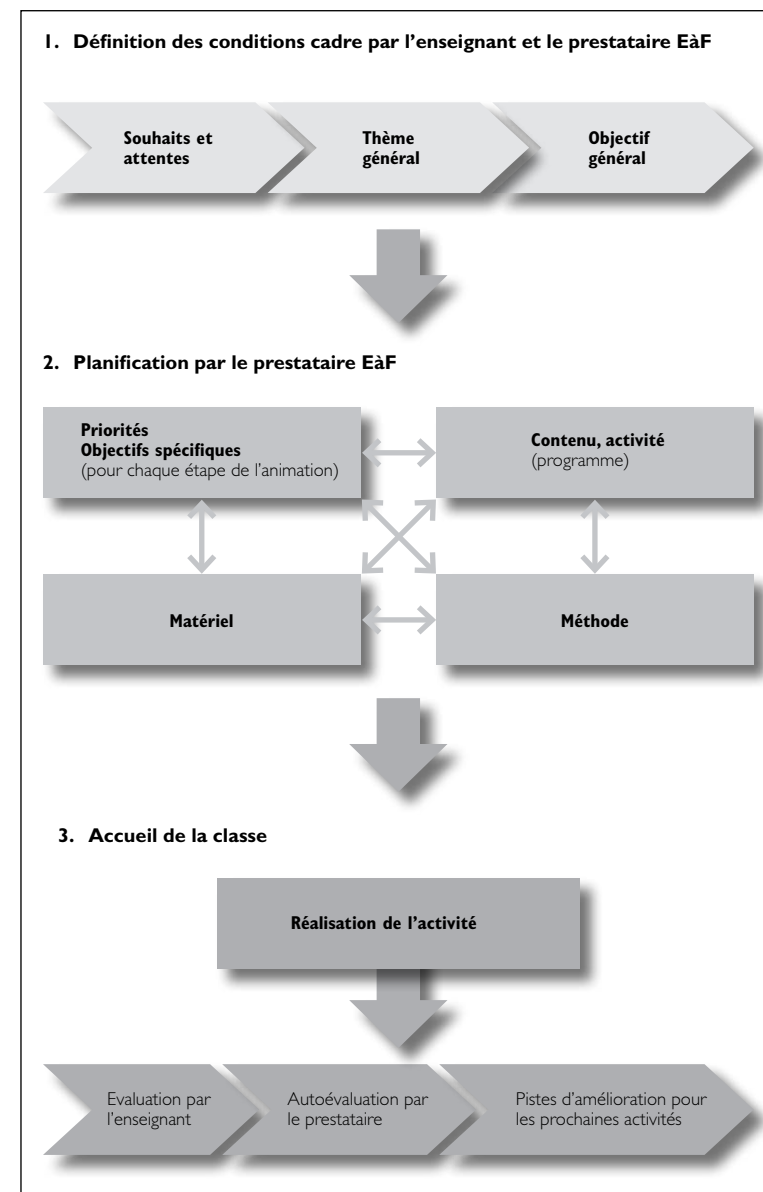 1. Définition des conditions cadre par l'enseignant et le prestataire EàF
Souhaits et
attentes
Thème
général
Objectif
général
2. Planification par le prestataire EàF
Priorités
Objectifs spécifiques
(pour chaque étape de l'animation)
Contenu, activité
(programme)
Matériel
Méthode
3. Accueil de la classe
Réalisation de l'activité
Evaluation par
l'enseignant
Autoévaluation par
le prestataire
Pistes d'amélioration pour
les prochaines activités